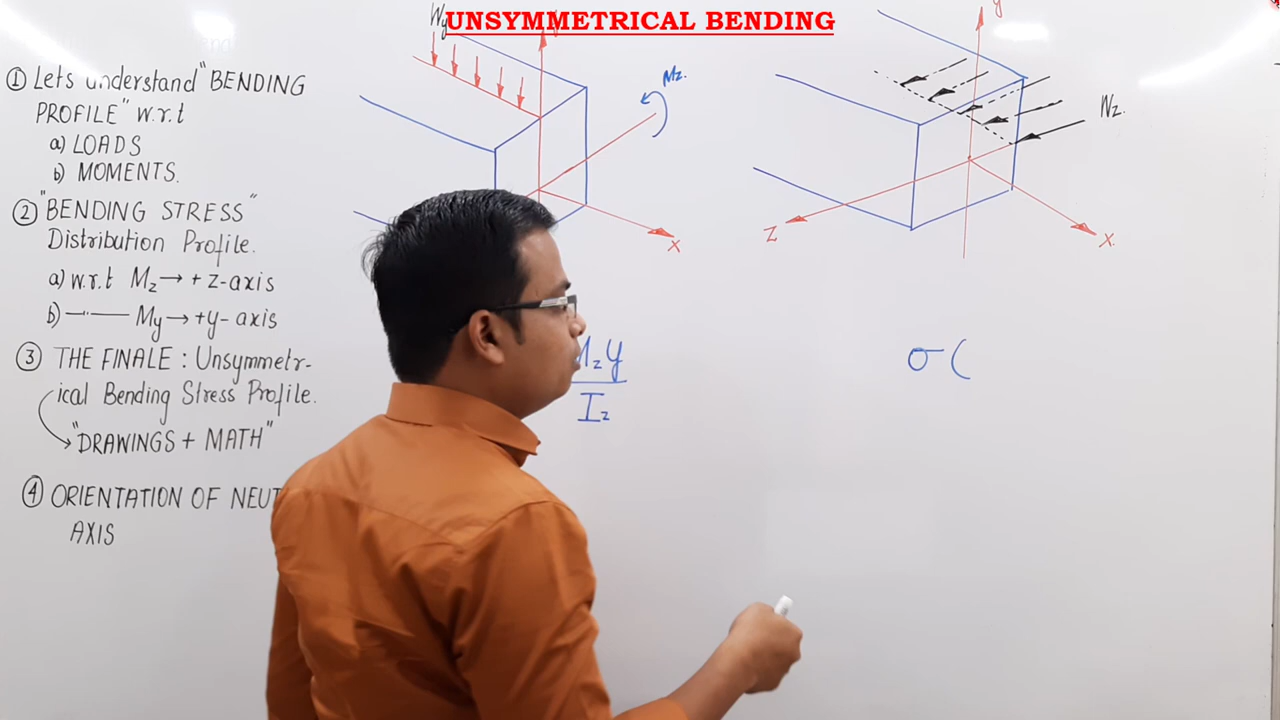 UNSYMMETRICAL BENDING
① Lets understand "BENDING
PROFILE" w.r.t
a) LOADS
b) MOMENTS.
② "BENDING STRESS"
Distribution Profile.
a) w.r.t Mz → + z-axis
b) —"— My → +y- axis
③ THE FINALE : Unsymmetr-
ical Bending Stress Profile.
"DRAWINGS + MATH"
④ ORIENTATION OF
AXIS
Wy
Mz.
x
Mzy
Iz
y
Wz.
z
x.
σ(